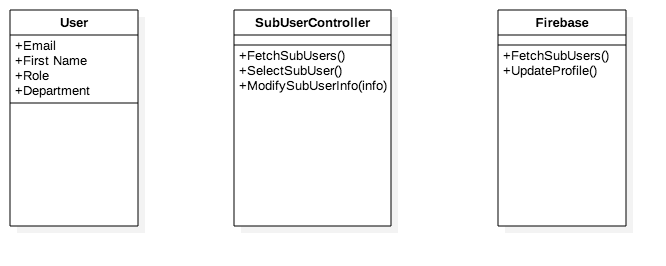 User
+Email
+First Name
+Role
+Department
SubUserController
+FetchSubUsers()
+SelectSubUser()
+ModifySubUserInfo(info)
Firebase
+FetchSubUsers()
+UpdateProfile()